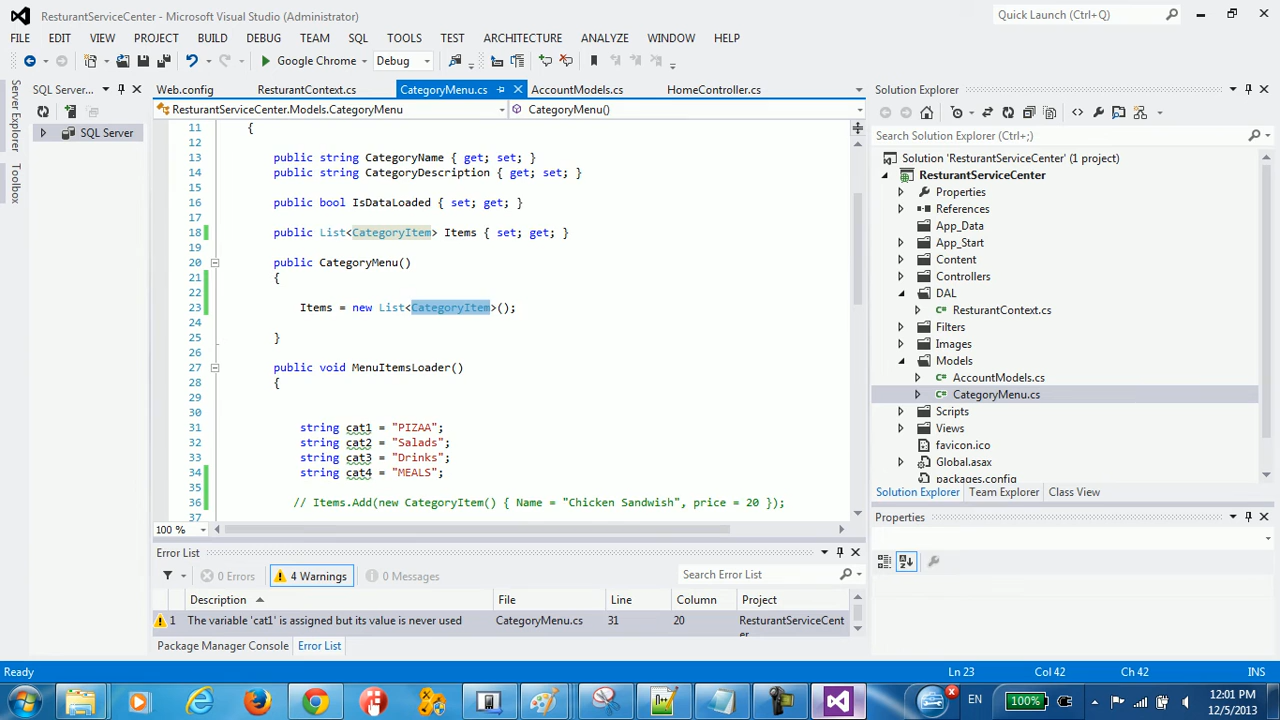 ResturantServiceCenter - Microsoft Visual Studio (Administrator)
Quick Launch (Ctrl+Q)
FILE EDIT VIEW PROJECT BUILD DEBUG TEAM SQL TOOLS TEST ARCHITECTURE ANALYZE WINDOW HELP
Google Chrome Debug
Server Explorer
Toolbox
SQL Server...
SQL Server
Web.config ResturantContext.cs CategoryMenu.cs AccountModels.cs HomeController.cs
ResturantServiceCenter.Models.CategoryMenu CategoryMenu()
11 {
12
13 public string CategoryName { get; set; }
14 public string CategoryDescription { get; set; }
15
16 public bool IsDataLoaded { set; get; }
17
18 public List<CategoryItem> Items { set; get; }
19
20 public CategoryMenu()
21 {
22
23 Items = new List<CategoryItem>();
24
25 }
26
27 public void MenuItemsLoader()
28 {
29
30
31 string cat1 = "PIZAA";
32 string cat2 = "Salads";
33 string cat3 = "Drinks";
34 string cat4 = "MEALS";
35
36 // Items.Add(new CategoryItem() { Name = "Chicken Sandwish", price = 20 });
37
100 %
Error List
0 Errors 4 Warnings 0 Messages Search Error List
Description File Line Column Project
1 The variable 'cat1' is assigned but its value is never used CategoryMenu.cs 31 20 ResturantServiceCent
er
Package Manager Console Error List
Solution Explorer
Search Solution Explorer (Ctrl+;)
Solution 'ResturantServiceCenter' (1 project)
ResturantServiceCenter
Properties
References
App_Data
App_Start
Content
Controllers
DAL
ResturantContext.cs
Filters
Images
Models
AccountModels.cs
CategoryMenu.cs
Scripts
Views
favicon.ico
Global.asax
packages.config
Solution Explorer Team Explorer Class View
Properties
Ready Ln 23 Col 42 Ch 42 INS
EN 100% 12:01 PM
12/5/2013